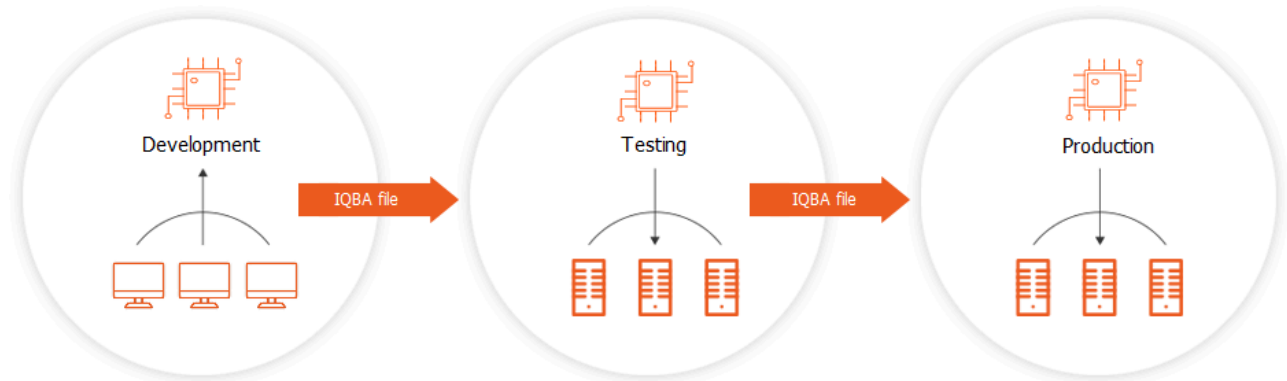 Development
IQBA file
Testing
IQBA file
Production